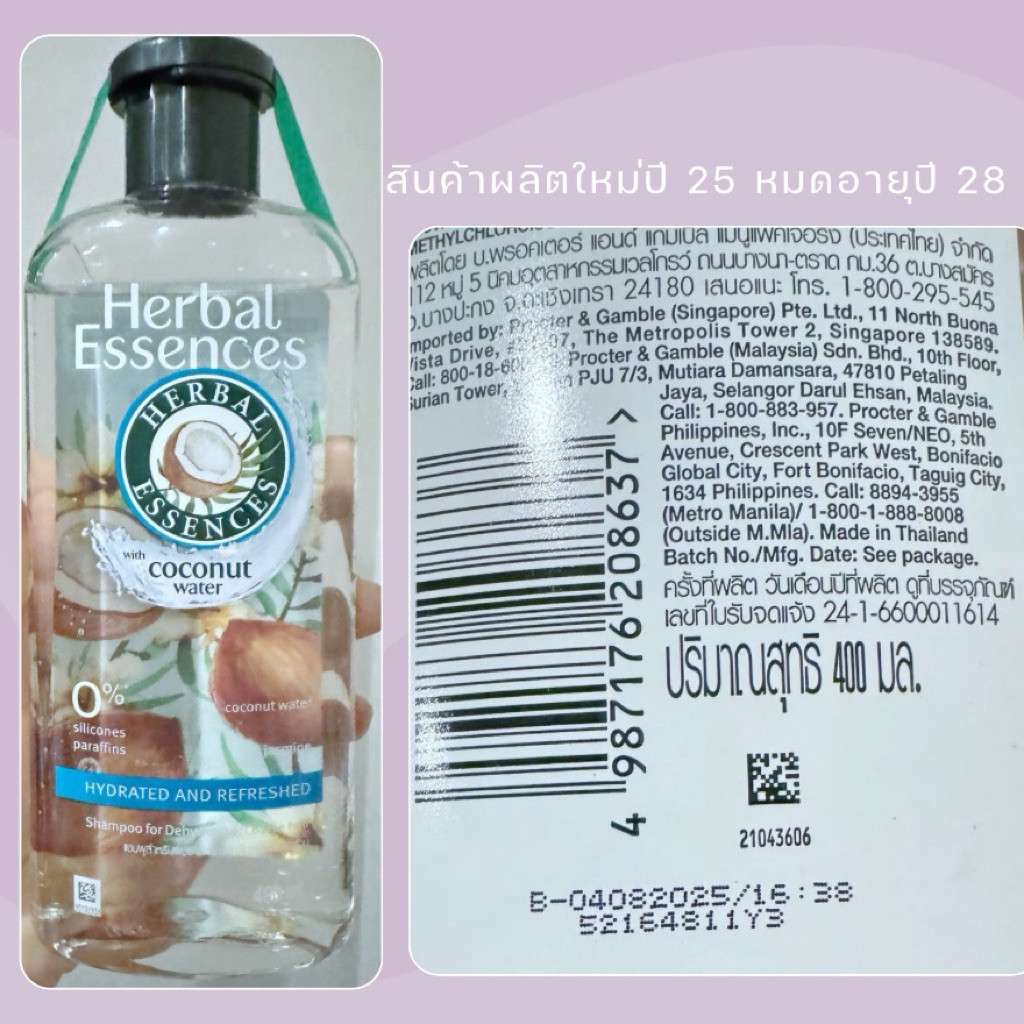 สินค้าผลิตใหม่ปี 25 หมดอายุปี 28
Herbal
Essences
HERBAL
ESSENCES
with
coconut
water
0%
silicones
paraffins
coconut water
jasmine
HYDRATED AND REFRESHED
Shampoo for
ผลิตโดย บ.พรอคเตอร์ แอนด์ แกมเบิล แมนูแฟคเจอริ่ง (ประเทศไทย) จำกัด
112 หมู่ 5 นิคมอุตสาหกรรมเวลโกรว์ ถนนบางนา-ตราด กม.36 ต.บางสมัคร
อ.บางปะกง จ.ฉะเชิงเทรา 24180 เสนอแนะ โทร. 1-800-295-545
Imported by: Procter & Gamble (Singapore) Pte. Ltd., 11 North Buona
Vista Drive, The Metropolis Tower 2, Singapore 138589.
Call: 800-18- Procter & Gamble (Malaysia) Sdn. Bhd., 10th Floor,
Surian Tower, PJU 7/3, Mutiara Damansara, 47810 Petaling
Jaya, Selangor Darul Ehsan, Malaysia.
Call: 1-800-883-957. Procter & Gamble
Philippines, Inc., 10F Seven/NEO, 5th
Avenue, Crescent Park West, Bonifacio
Global City, Fort Bonifacio, Taguig City,
1634 Philippines. Call: 8894-3955
(Metro Manila)/ 1-800-1-888-8008
(Outside M.Mla). Made in Thailand
Batch No./Mfg. Date: See package.
ครั้งที่ผลิต วันเดือนปีที่ผลิต ดูที่บรรจุภัณฑ์
เลขที่ใบรับจดแจ้ง 24-1-6600011614
ปริมาณสุทธิ 400 มล.
4 987176 208637 >
21043606
B-04082025/16:38
52164811Y3